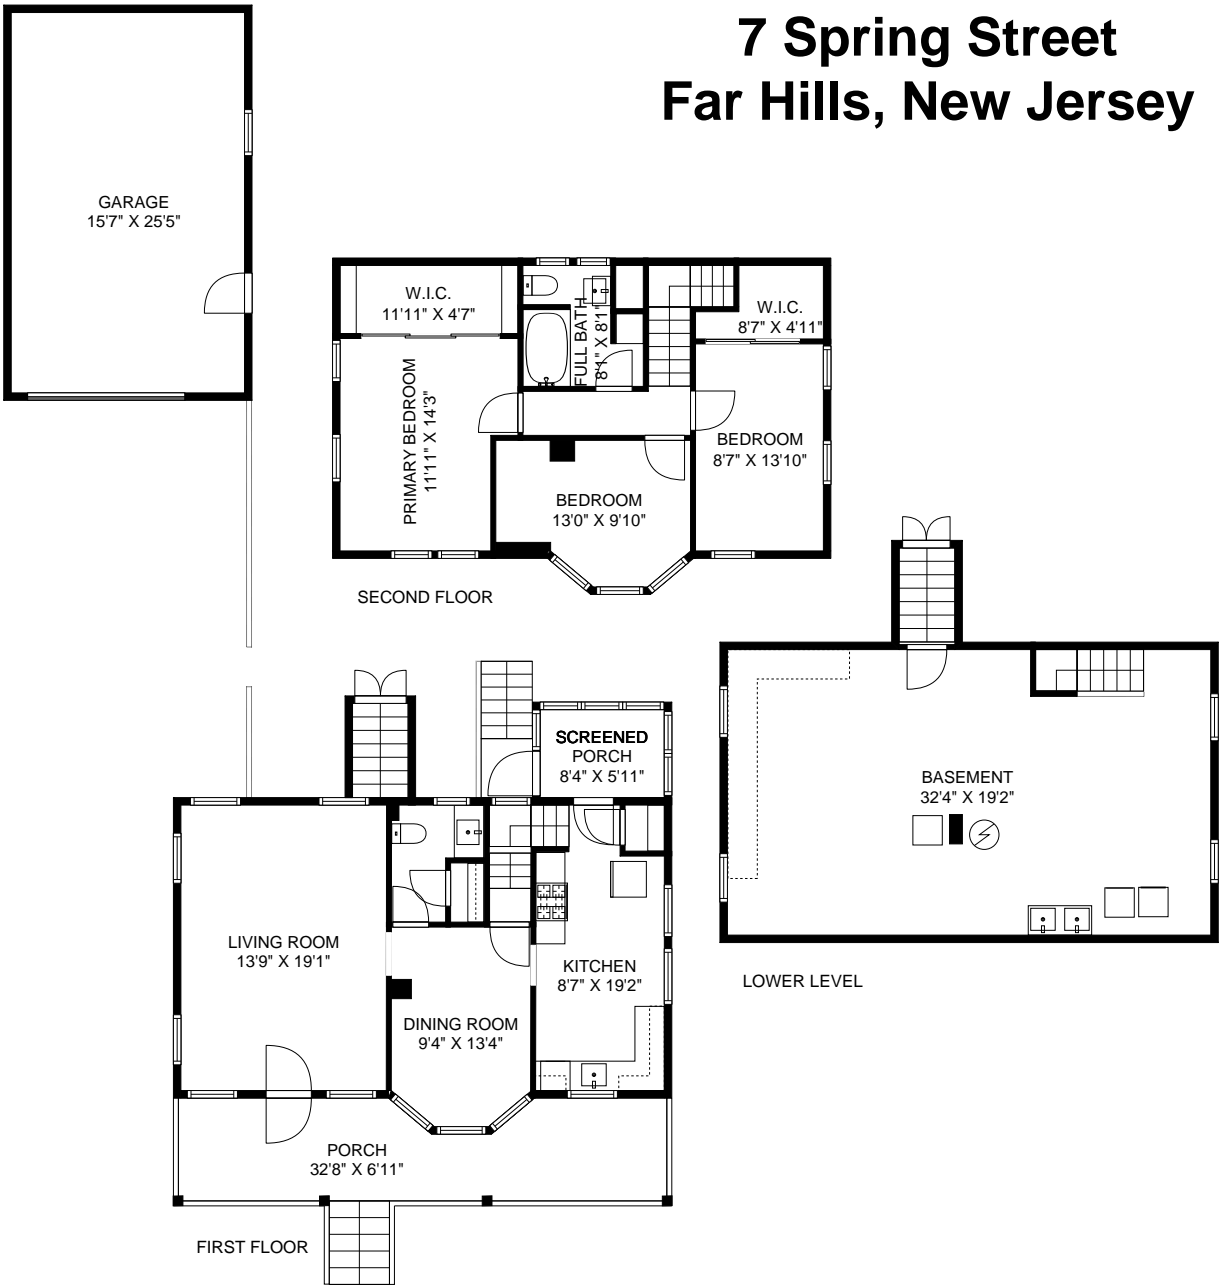 7 Spring Street
Far Hills, New Jersey
GARAGE
15'7" X 25'5"
W.I.C.
11'11" X 4'7"
FULL BATH
8'1" X 8'1"
W.I.C.
8'7" X 4'11"
PRIMARY BEDROOM
11'11" X 14'3"
BEDROOM
8'7" X 13'10"
BEDROOM
13'0" X 9'10"
SECOND FLOOR
SCREENED
PORCH
8'4" X 5'11"
BASEMENT
32'4" X 19'2"
LIVING ROOM
13'9" X 19'1"
KITCHEN
8'7" X 19'2"
LOWER LEVEL
DINING ROOM
9'4" X 13'4"
PORCH
32'8" X 6'11"
FIRST FLOOR